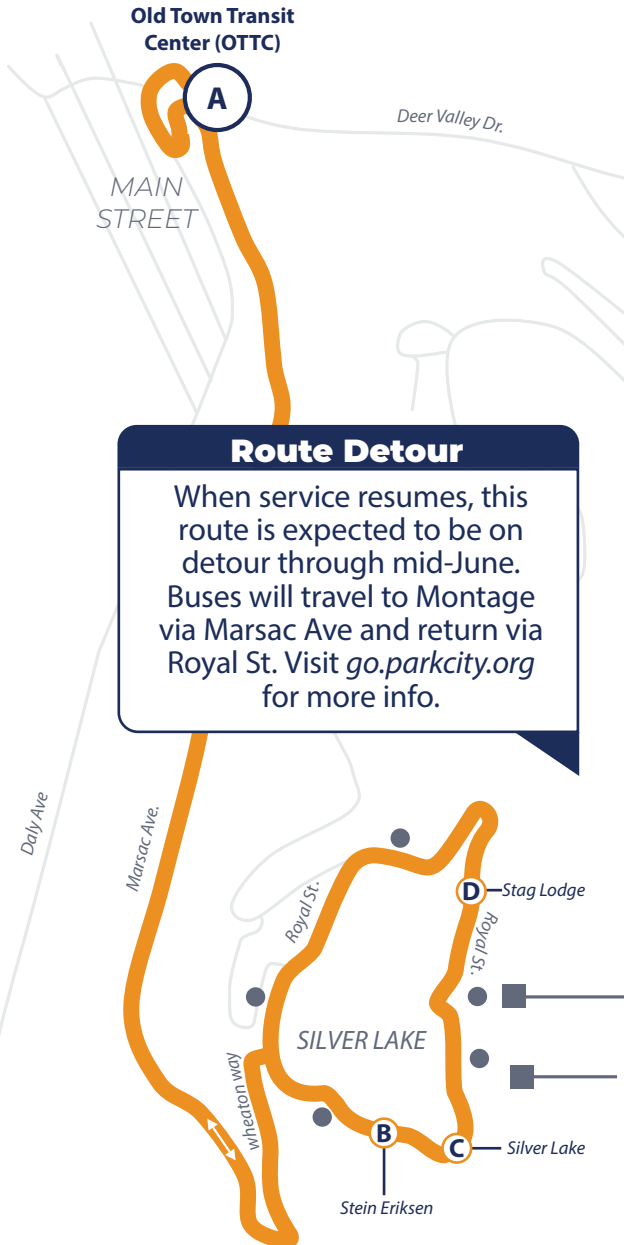 Old Town Transit
Center (OTTC)
A
Deer Valley Dr.
MAIN
STREET
Route Detour
When service resumes, this
route is expected to be on
detour through mid-June.
Buses will travel to Montage
via Marsac Ave and return via
Royal St. Visit go.parkcity.org
for more info.
Daly Ave
Marsac Ave.
Royal St.
D
Stag Lodge
Royal St.
SILVER LAKE
wheaton way
B
C
Silver Lake
Stein Eriksen